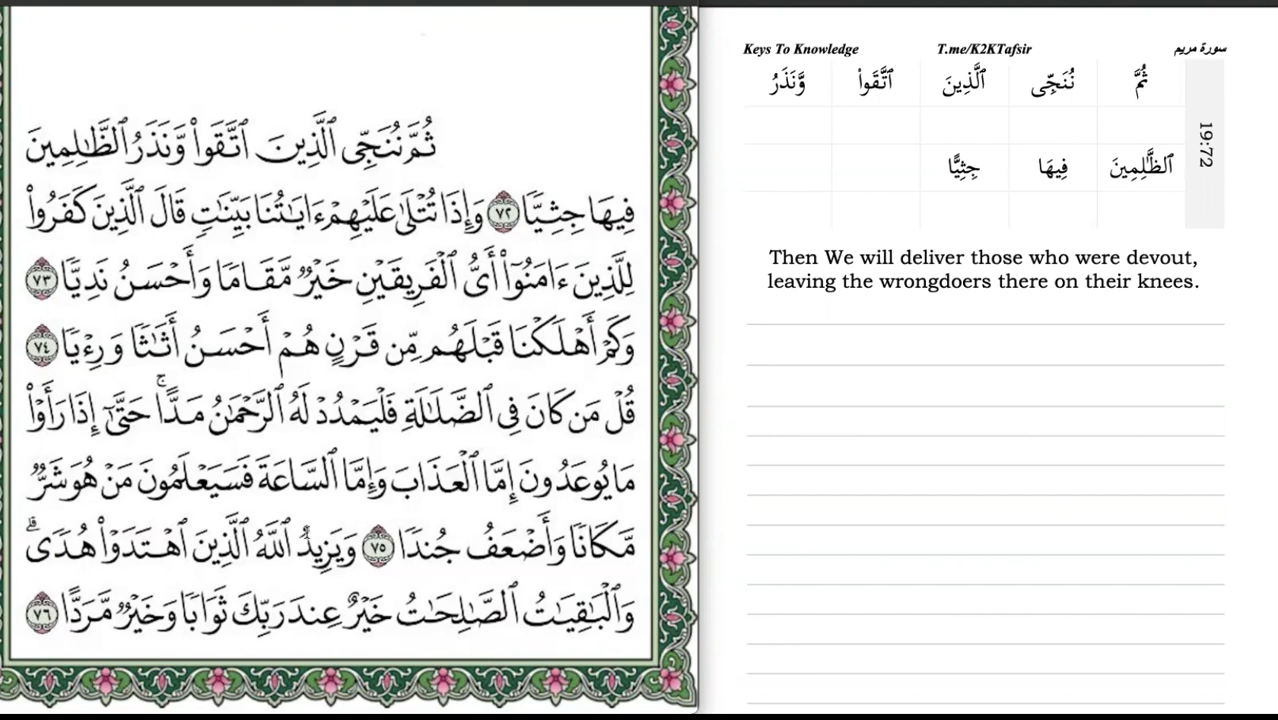 ثُمَّ نُنَجِّى ٱلَّذِينَ ٱتَّقَوا۟ وَّنَذَرُ ٱلظَّـٰلِمِينَ
فِيهَا جِثِيًّا ٧٢ وَإِذَا تُتْلَىٰ عَلَيْهِمْ ءَايَـٰتُنَا بَيِّنَـٰتٍ قَالَ ٱلَّذِينَ كَفَرُوا۟
لِلَّذِينَ ءَامَنُوٓا۟ أَىُّ ٱلْفَرِيقَيْنِ خَيْرٌ مَّقَامًا وَأَحْسَنُ نَدِيًّا ٧٣
وَكَمْ أَهْلَكْنَا قَبْلَهُم مِّن قَرْنٍ هُمْ أَحْسَنُ أَثَـٰثًا وَرِءْيًا ٧٤
قُلْ مَن كَانَ فِى ٱلضَّلَـٰلَةِ فَلْيَمْدُدْ لَهُ ٱلرَّحْمَـٰنُ مَدًّا ۚ حَتَّىٰٓ إِذَا رَأَوْا۟
مَا يُوعَدُونَ إِمَّا ٱلْعَذَابَ وَإِمَّا ٱلسَّاعَةَ فَسَيَعْلَمُونَ مَنْ هُوَ شَرٌّ
مَّكَانًا وَأَضْعَفُ جُندًا ٧٥ وَيَزِيدُ ٱللَّهُ ٱلَّذِينَ ٱهْتَدَوْا۟ هُدًى ۗ
وَٱلْبَـٰقِيَـٰتُ ٱلصَّـٰلِحَـٰتُ خَيْرٌ عِندَ رَبِّكَ ثَوَابًا وَخَيْرٌ مَّرَدًّا ٧٦
Keys To Knowledge T.me/K2KTafsir سورة مريم
ثُمَّ نُنَجِّى ٱلَّذِينَ ٱتَّقَوا۟ وَّنَذَرُ
19:72
ٱلظَّـٰلِمِينَ فِيهَا جِثِيًّا
Then We will deliver those who were devout,
leaving the wrongdoers there on their knees.